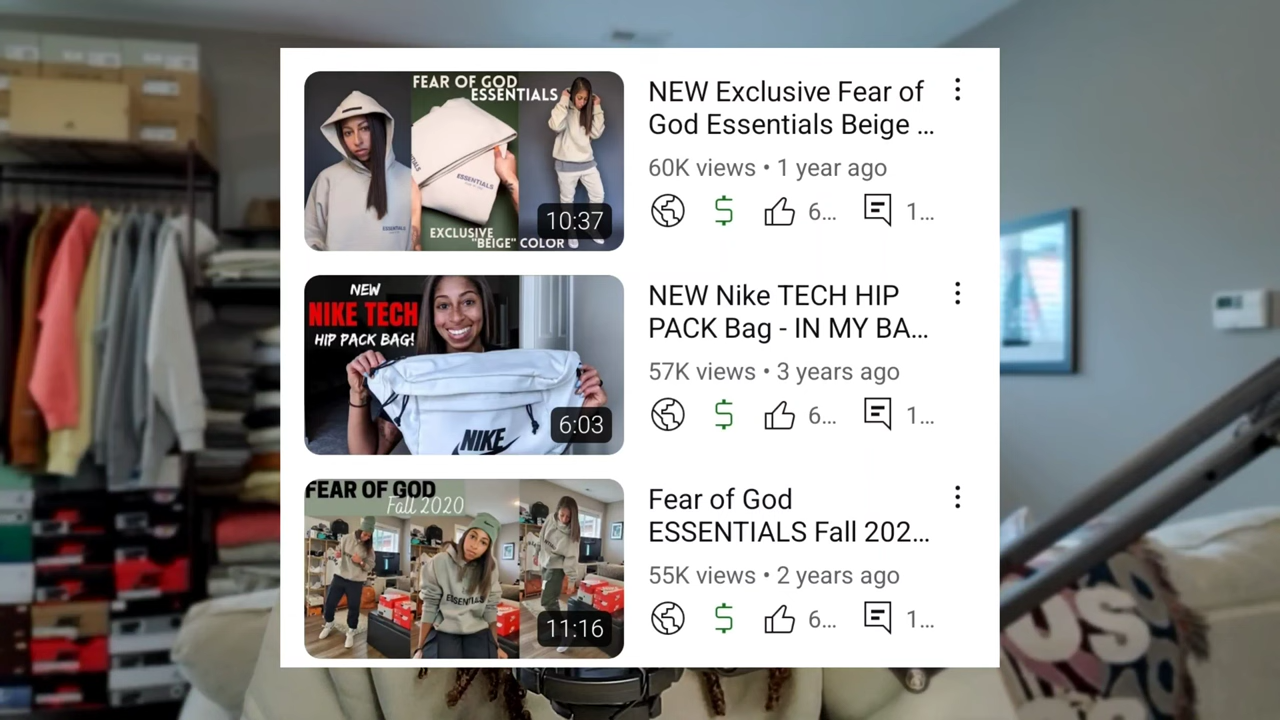 FEAR OF GOD
ESSENTIALS
ESSENTIALS
ESSENTIALS
EXCLUSIVE
"BEIGE" COLOR
10:37
NEW Exclusive Fear of
God Essentials Beige ...
60K views • 1 year ago
6...
1...
NEW
NIKE TECH
HIP PACK BAG!
NIKE
6:03
NEW Nike TECH HIP
PACK Bag - IN MY BA...
57K views • 3 years ago
6...
1...
FEAR OF GOD
Fall 2020
ESSENTIALS
11:16
Fear of God
ESSENTIALS Fall 202...
55K views • 2 years ago
6...
1...